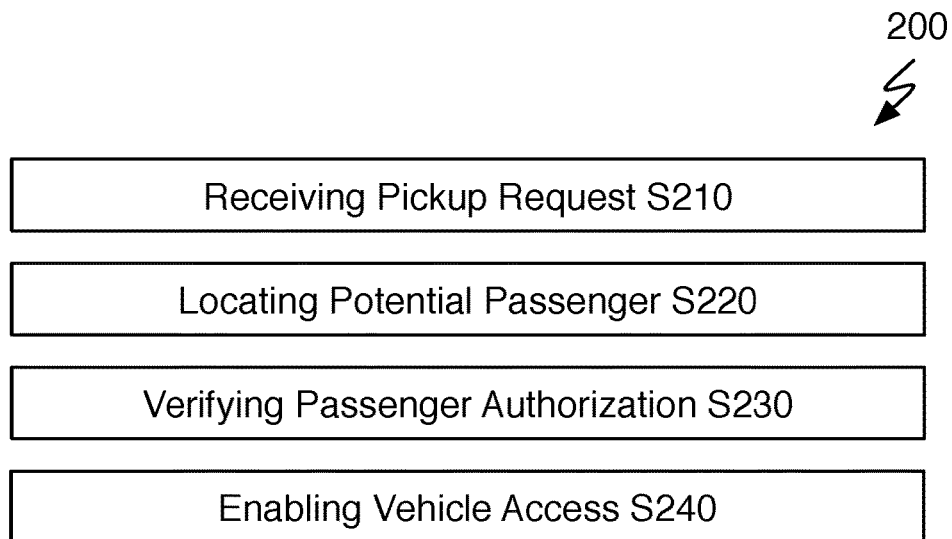 200
Receiving Pickup Request S210
Locating Potential Passenger S220
Verifying Passenger Authorization S230
Enabling Vehicle Access S240